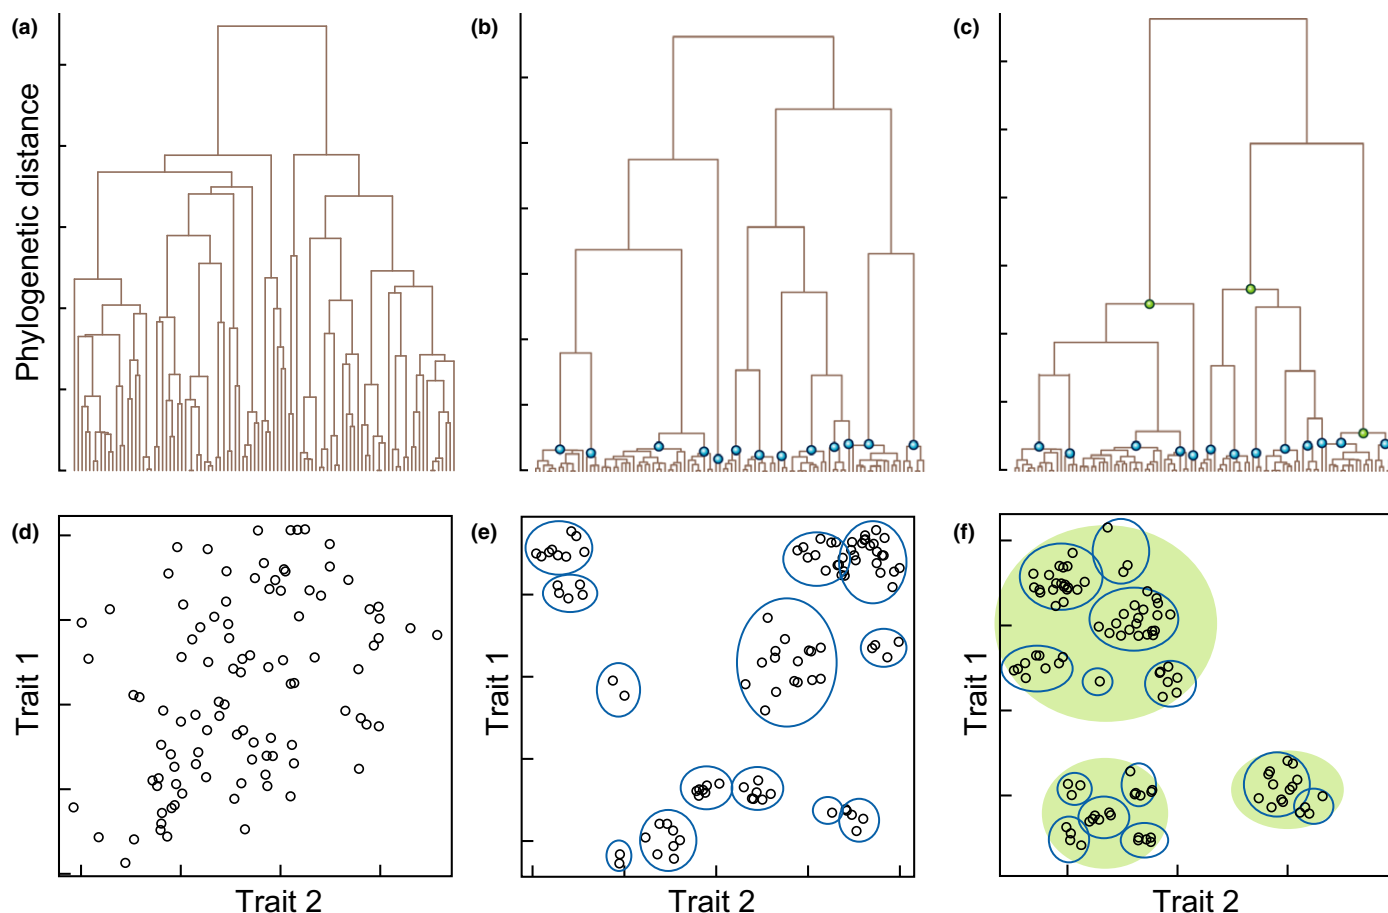 (a)
(b)
(c)
Phylogenetic distance
(d)
(e)
(f)
Trait 1
Trait 1
Trait 1
Trait 2
Trait 2
Trait 2